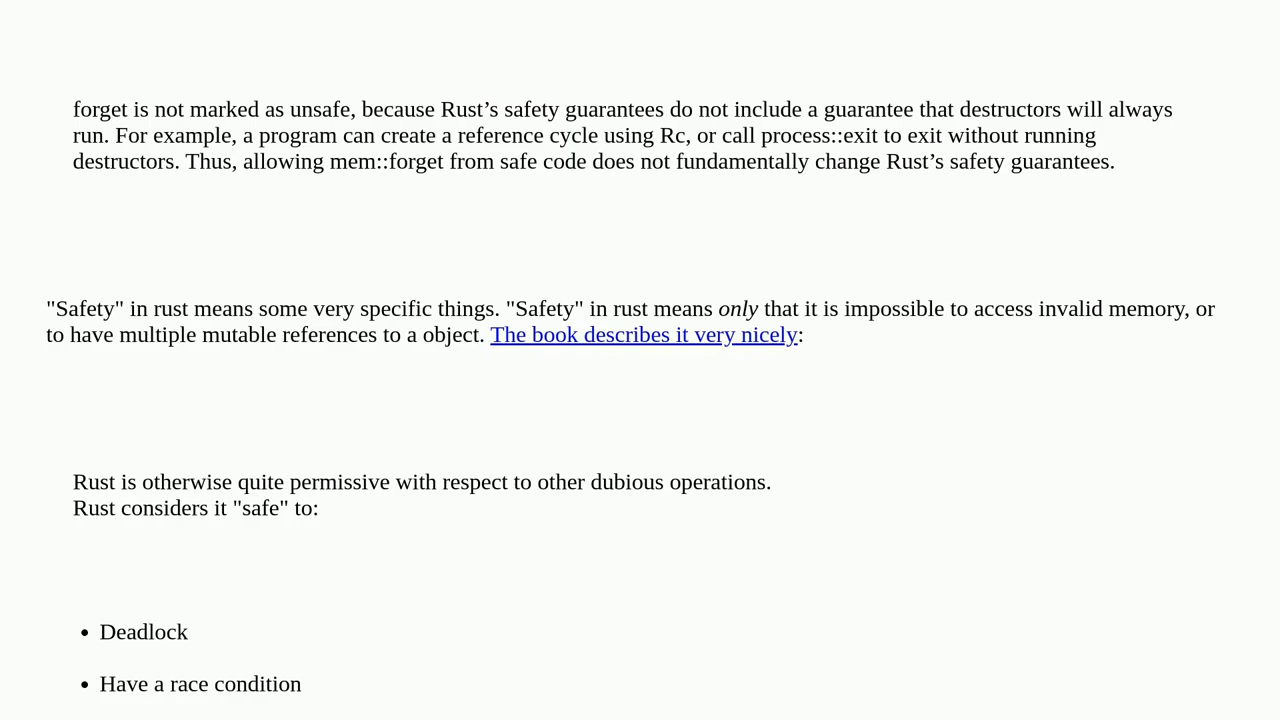 forget is not marked as unsafe, because Rust’s safety guarantees do not include a guarantee that destructors will always
run. For example, a program can create a reference cycle using Rc, or call process::exit to exit without running
destructors. Thus, allowing mem::forget from safe code does not fundamentally change Rust’s safety guarantees.
"Safety" in rust means some very specific things. "Safety" in rust means only that it is impossible to access invalid memory, or
to have multiple mutable references to a object. The book describes it very nicely:
Rust is otherwise quite permissive with respect to other dubious operations.
Rust considers it "safe" to:
• Deadlock
• Have a race condition